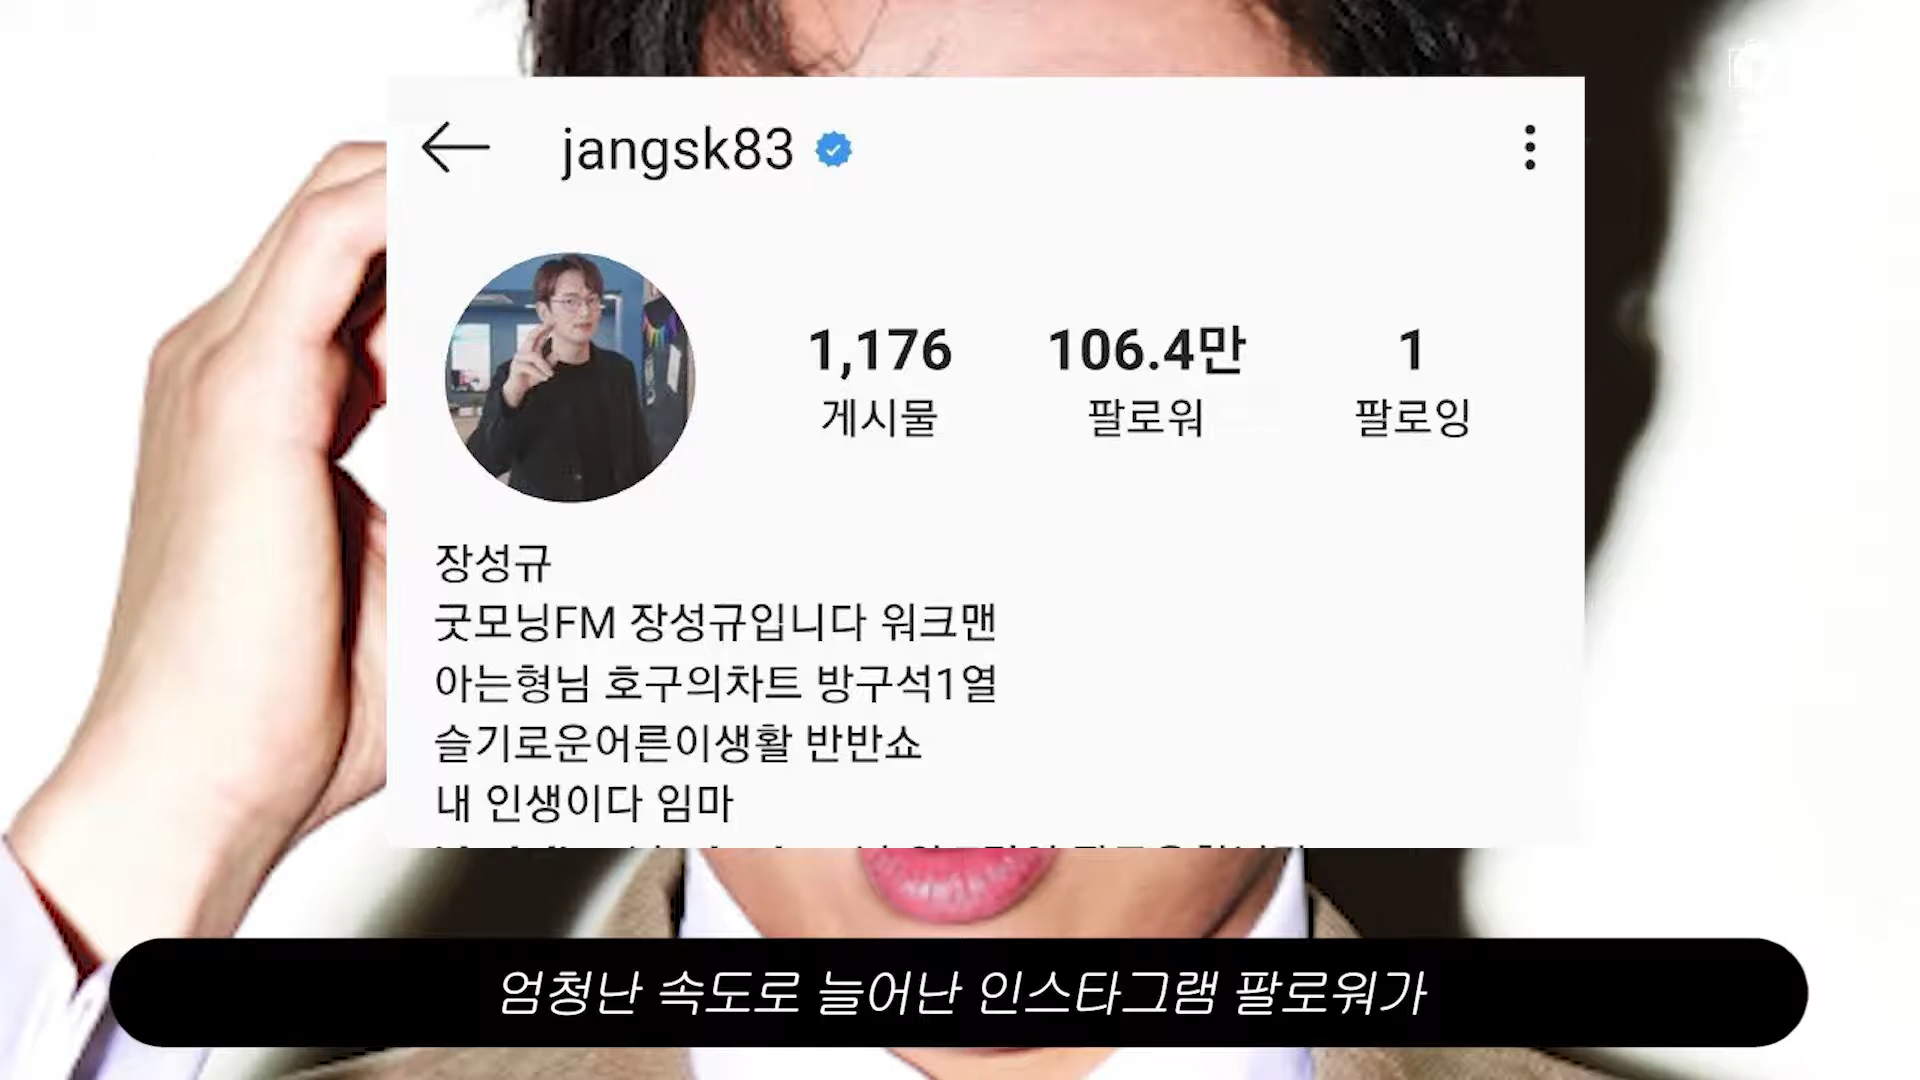 jangsk83
1,176 106.4만 1
게시물 팔로워 팔로잉
장성규
굿모닝FM 장성규입니다 워크맨
아는형님 호구의차트 방구석1열
슬기로운어른이생활 반반쇼
내 인생이다 임마
엄청난 속도로 늘어난 인스타그램 팔로워가